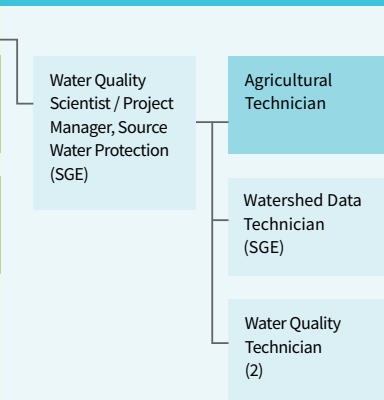 Water Quality
Scientist / Project
Manager, Source
Water Protection
(SGE)
Agricultural
Technician
Watershed Data
Technician
(SGE)
Water Quality
Technician
(2)